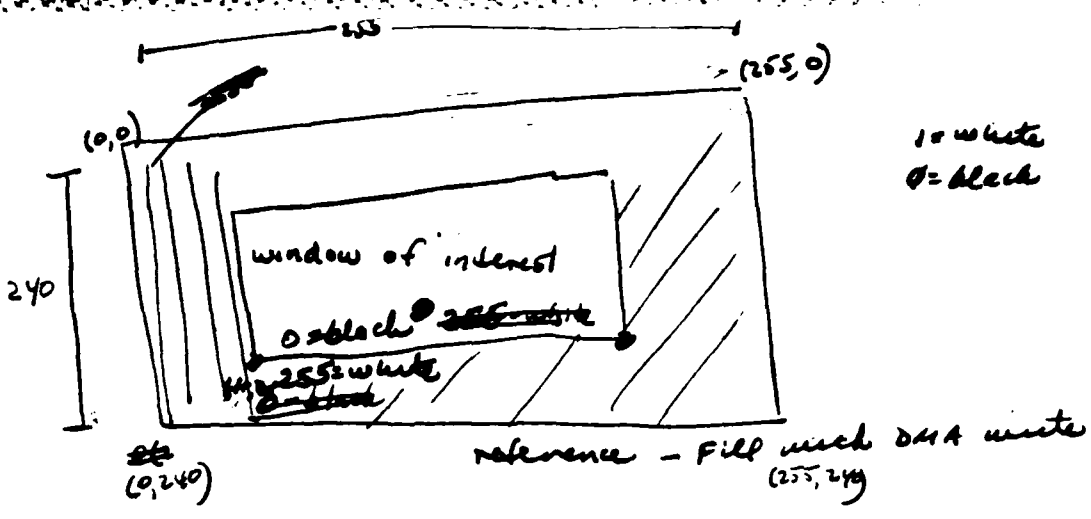 255
(255,0)
(0,0)
1 = white
0 = black
window of interest
240
0 = black
255 = white
(0,240)
reference - Fill with DMA write
(255, 240)